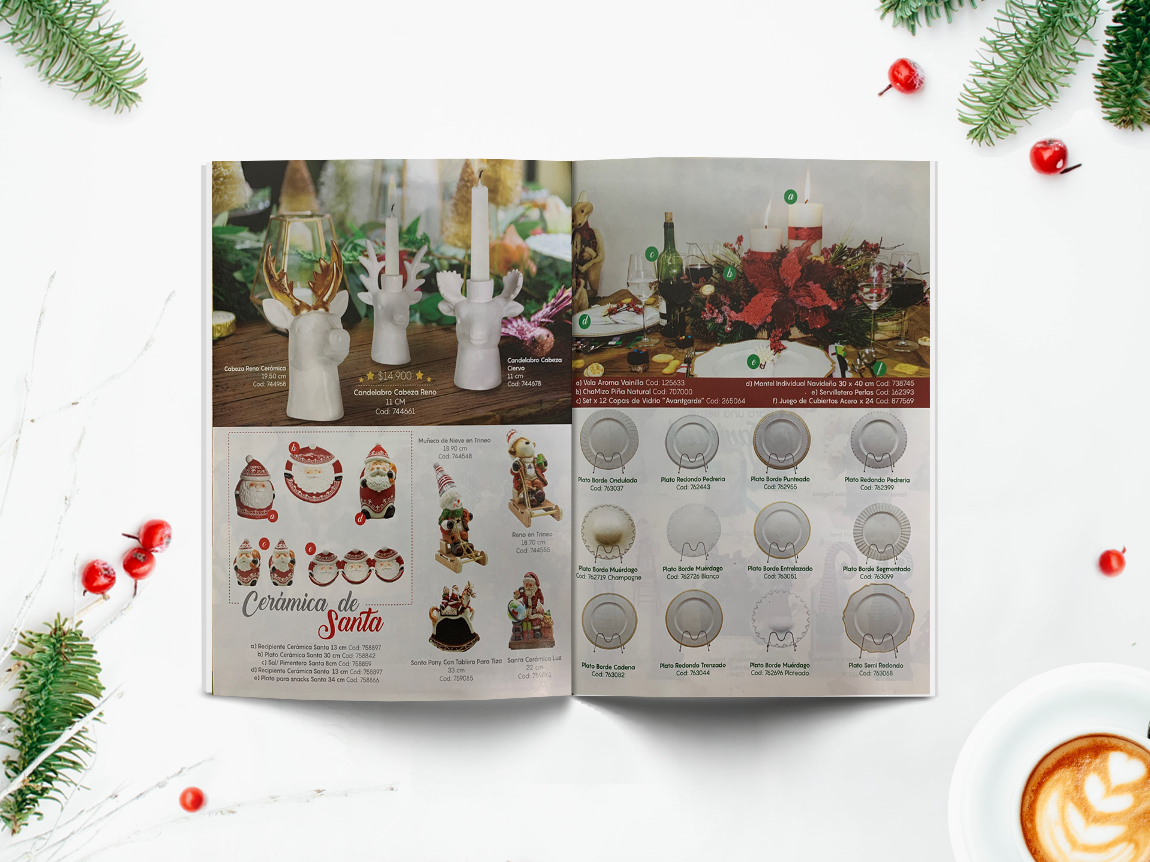 Cabeza Reno Cerámica
19.50 cm
Cod: 744968
$14.900
Candelabro Cabeza Reno
11 CM
Cod: 744661
Candelabro Cabeza
Ciervo
11 cm
Cod: 744678
b
a
d
c
e
Cerámica de
Santa
a) Recipiente Cerámica Santa 13 cm Cod: 758897
b) Plato Cerámica Santa 30 cm Cod: 758842
c) Sal/ Pimentero Santa 8cm Cod: 758859
d) Recipiente Cerámica Santa 13 cm Cod: 758897
e) Plato para snacks Santa 34 cm Cod: 758866
Muñeco de Nieve en Trineo
18.90 cm
Cod: 744548
Reno en Trineo
18.70 cm
Cod: 744555
Santa Pony Con Tablero Para Tiza
33 cm
Cod: 759085
Santa Cerámica Luz
22 cm
a
c
b
d
e
f
a) Vela Aroma Vainilla Cod: 125633
b) ChaMizo Piña Natural Cod: 707000
c) Set x 12 Copas de Vidrio "Avantgarde" Cod: 265064
d) Mantel Individual Navideño 30 x 40 cm Cod: 738745
e) Servilletero Perlas Cod: 162393
f) Juego de Cubiertos Acero x 24 Cod: 877569
Plato Borde Ondulado
Cod: 763037
Plato Redondo Pedreria
Cod: 762443
Plato Borde Punteado
Cod: 762955
Plato Redondo Pedreria
Cod: 762399
Plato Borde Muérdago
Cod: 762719 Champagne
Plato Borde Muérdago
Cod: 762726 Blanco
Plato Borde Entrelazado
Cod: 763051
Plato Borde Segmentado
Cod: 763099
Plato Borde Cadena
Cod: 763082
Plato Redondo Trenzado
Cod: 763044
Plato Borde Muérdago
Cod: 762696 Plateado
Plato Semi Redondo
Cod: 763068